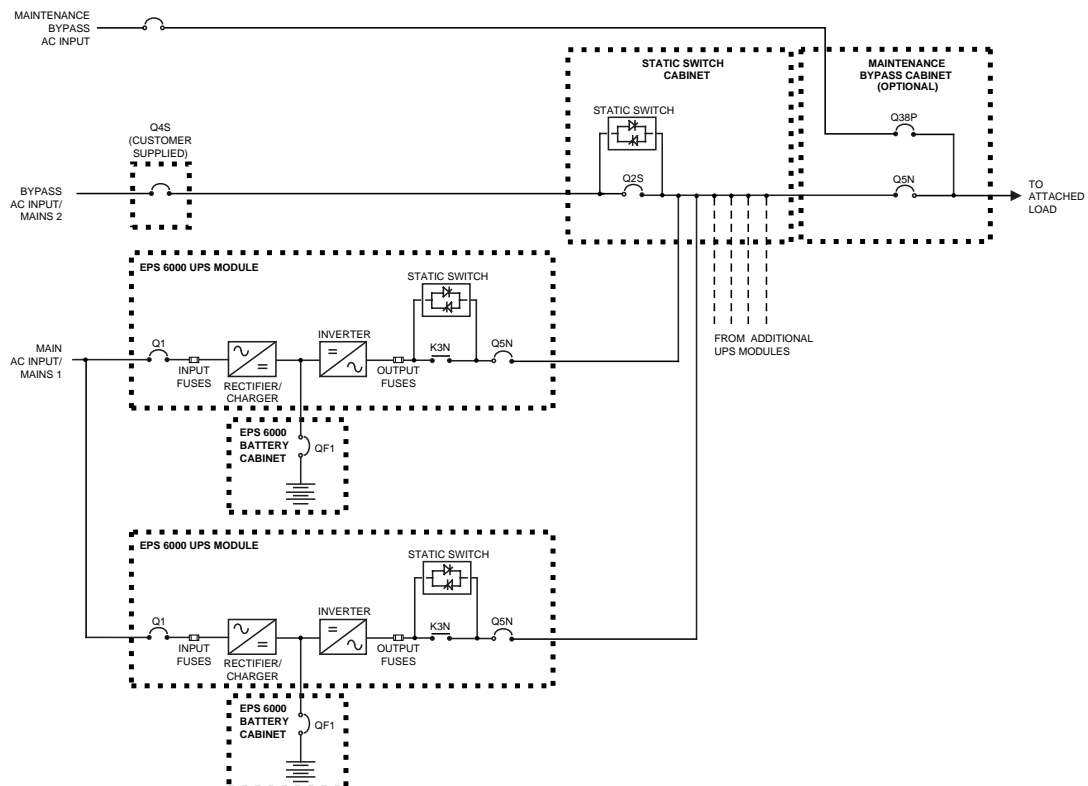 MAINTENANCE
BYPASS
AC INPUT
STATIC SWITCH
CABINET
MAINTENANCE
BYPASS CABINET
(OPTIONAL)
STATIC SWITCH
Q38P
Q4S
(CUSTOMER
SUPPLIED)
Q2S
Q5N
BYPASS
AC INPUT/
MAINS 2
TO
ATTACHED
LOAD
EPS 6000 UPS MODULE
STATIC SWITCH
MAIN
AC INPUT/
MAINS 1
Q1
INPUT
FUSES
RECTIFIER/
CHARGER
INVERTER
OUTPUT
FUSES
K3N
Q5N
FROM ADDITIONAL
UPS MODULES
EPS 6000
BATTERY
CABINET
QF1
EPS 6000 UPS MODULE
STATIC SWITCH
Q1
INPUT
FUSES
RECTIFIER/
CHARGER
INVERTER
OUTPUT
FUSES
K3N
Q5N
EPS 6000
BATTERY
CABINET
QF1